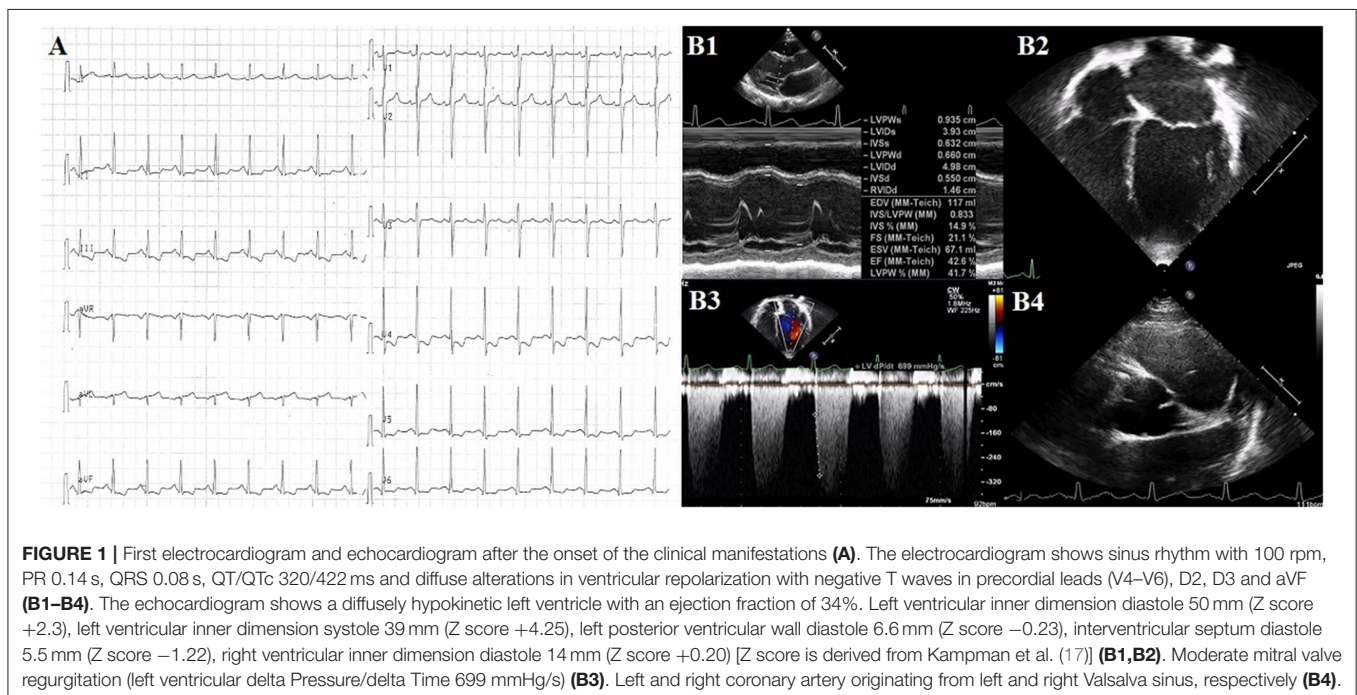 A
V1
V2
III
V3
aVR
V4
aVL
V5
aVF
V6
B1
- LVPWs 0.935 cm
- LVIDs 3.93 cm
- IVSs 0.632 cm
- LVPWd 0.660 cm
- LVIDd 4.98 cm
- IVSd 0.550 cm
- RVIDd 1.46 cm
EDV (MM-Teich) 117 ml
IVS/LVPW (MM) 0.833
IVS % (MM) 14.9 %
FS (MM-Teich) 21.1 %
ESV (MM-Teich) 67.1 ml
EF (MM-Teich) 42.6 %
LVPW % (MM) 41.7 %
B2
JPEG
B3
CW
50%
1.8MHz
WF 225Hz
+61
-61
cm/s
LV dP/dt 699 mmHg/s
- cm/s
- -80
- -160
- -240
- -320
75mm/s
92bpm
B4
111bpm
FIGURE 1 | First electrocardiogram and echocardiogram after the onset of the clinical manifestations (A). The electrocardiogram shows sinus rhythm with 100 rpm,
PR 0.14 s, QRS 0.08 s, QT/QTc 320/422 ms and diffuse alterations in ventricular repolarization with negative T waves in precordial leads (V4–V6), D2, D3 and aVF
(B1–B4). The echocardiogram shows a diffusely hypokinetic left ventricle with an ejection fraction of 34%. Left ventricular inner dimension diastole 50 mm (Z score
+2.3), left ventricular inner dimension systole 39 mm (Z score +4.25), left posterior ventricular wall diastole 6.6 mm (Z score −0.23), interventricular septum diastole
5.5 mm (Z score −1.22), right ventricular inner dimension diastole 14 mm (Z score +0.20) [Z score is derived from Kampman et al. (17)] (B1,B2). Moderate mitral valve
regurgitation (left ventricular delta Pressure/delta Time 699 mmHg/s) (B3). Left and right coronary artery originating from left and right Valsalva sinus, respectively (B4).